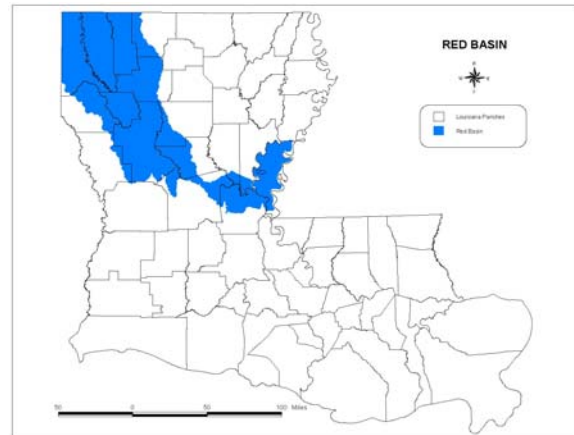 RED BASIN
N
W
E
S
Louisiana Parishes
Red Basin
50 0 50 100 Miles